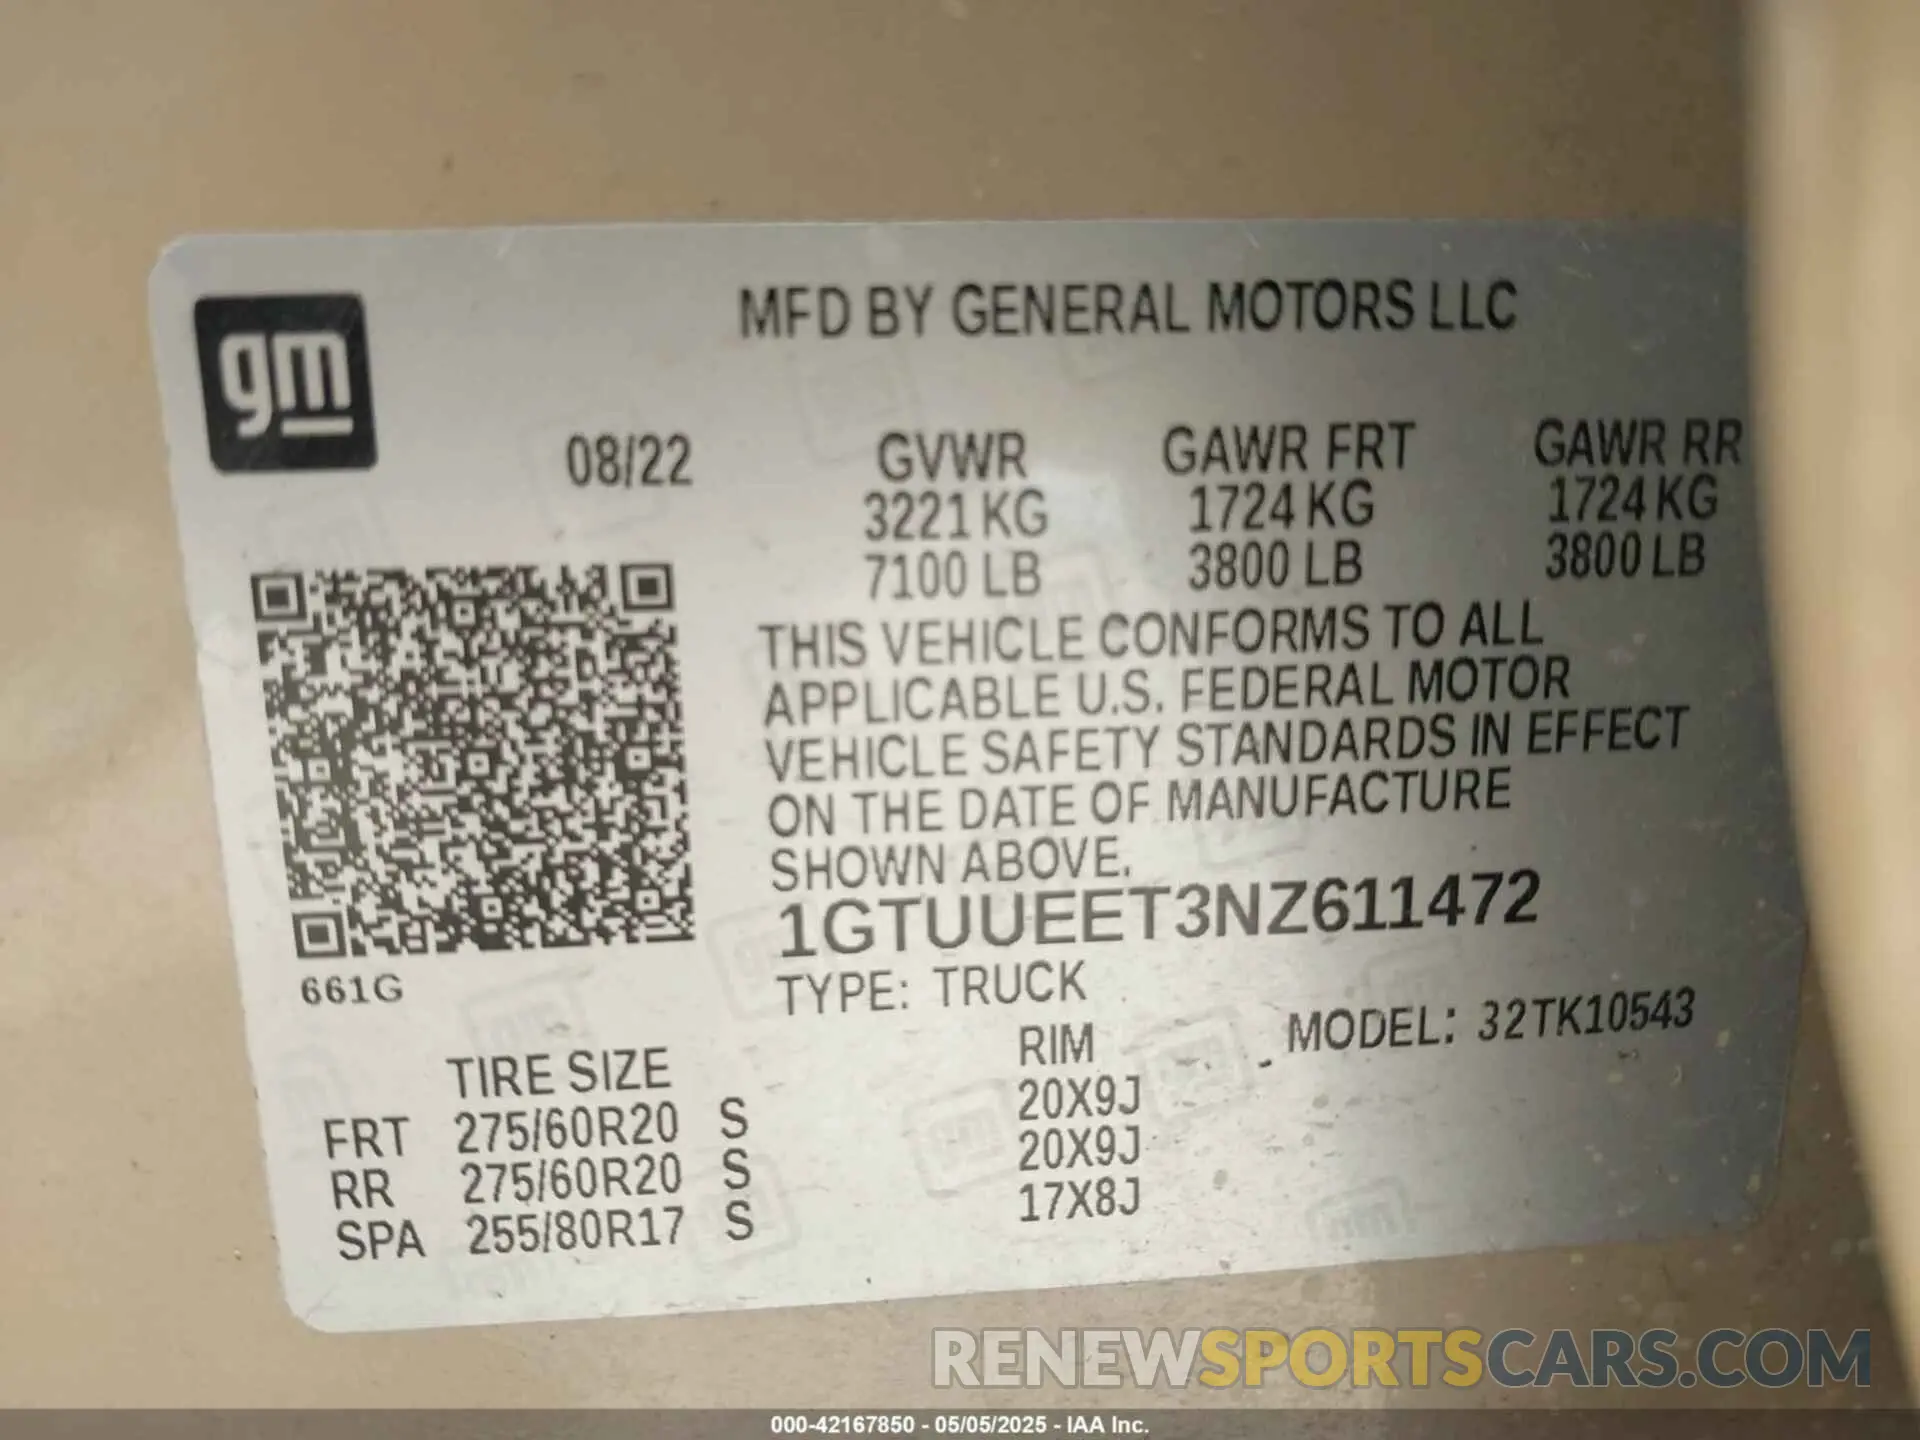 MFD BY GENERAL MOTORS LLC
gm
08/22 GVWR GAWR FRT GAWR RR
3221 KG 1724 KG 1724 KG
7100 LB 3800 LB 3800 LB
THIS VEHICLE CONFORMS TO ALL
APPLICABLE U.S. FEDERAL MOTOR
VEHICLE SAFETY STANDARDS IN EFFECT
ON THE DATE OF MANUFACTURE
SHOWN ABOVE.
1GTUUEET3NZ611472
661G
TYPE: TRUCK
MODEL: 32TK10543
TIRE SIZE RIM
FRT 275/60R20 S 20X9J
RR 275/60R20 S 20X9J
SPA 255/80R17 S 17X8J
RENEWSPORTSCARS.COM
000-42167850 - 05/05/2025 - IAA Inc.